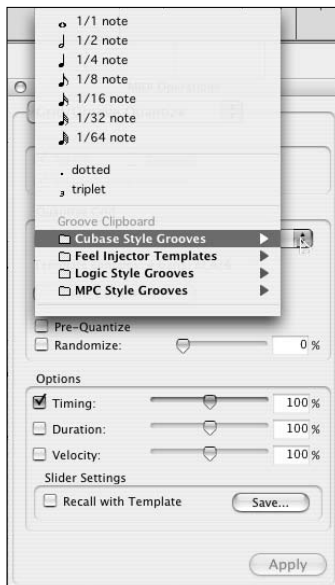 1/1 note
1/2 note
1/4 note
1/8 note
1/16 note
1/32 note
1/64 note
. dotted
3 triplet
Groove Clipboard
Cubase Style Grooves
Feel Injector Templates
Logic Style Grooves
MPC Style Grooves
Pre-Quantize
Randomize: 0 %
Options
Timing: 100 %
Duration: 100 %
Velocity: 100 %
Slider Settings
Recall with Template Save...
Apply